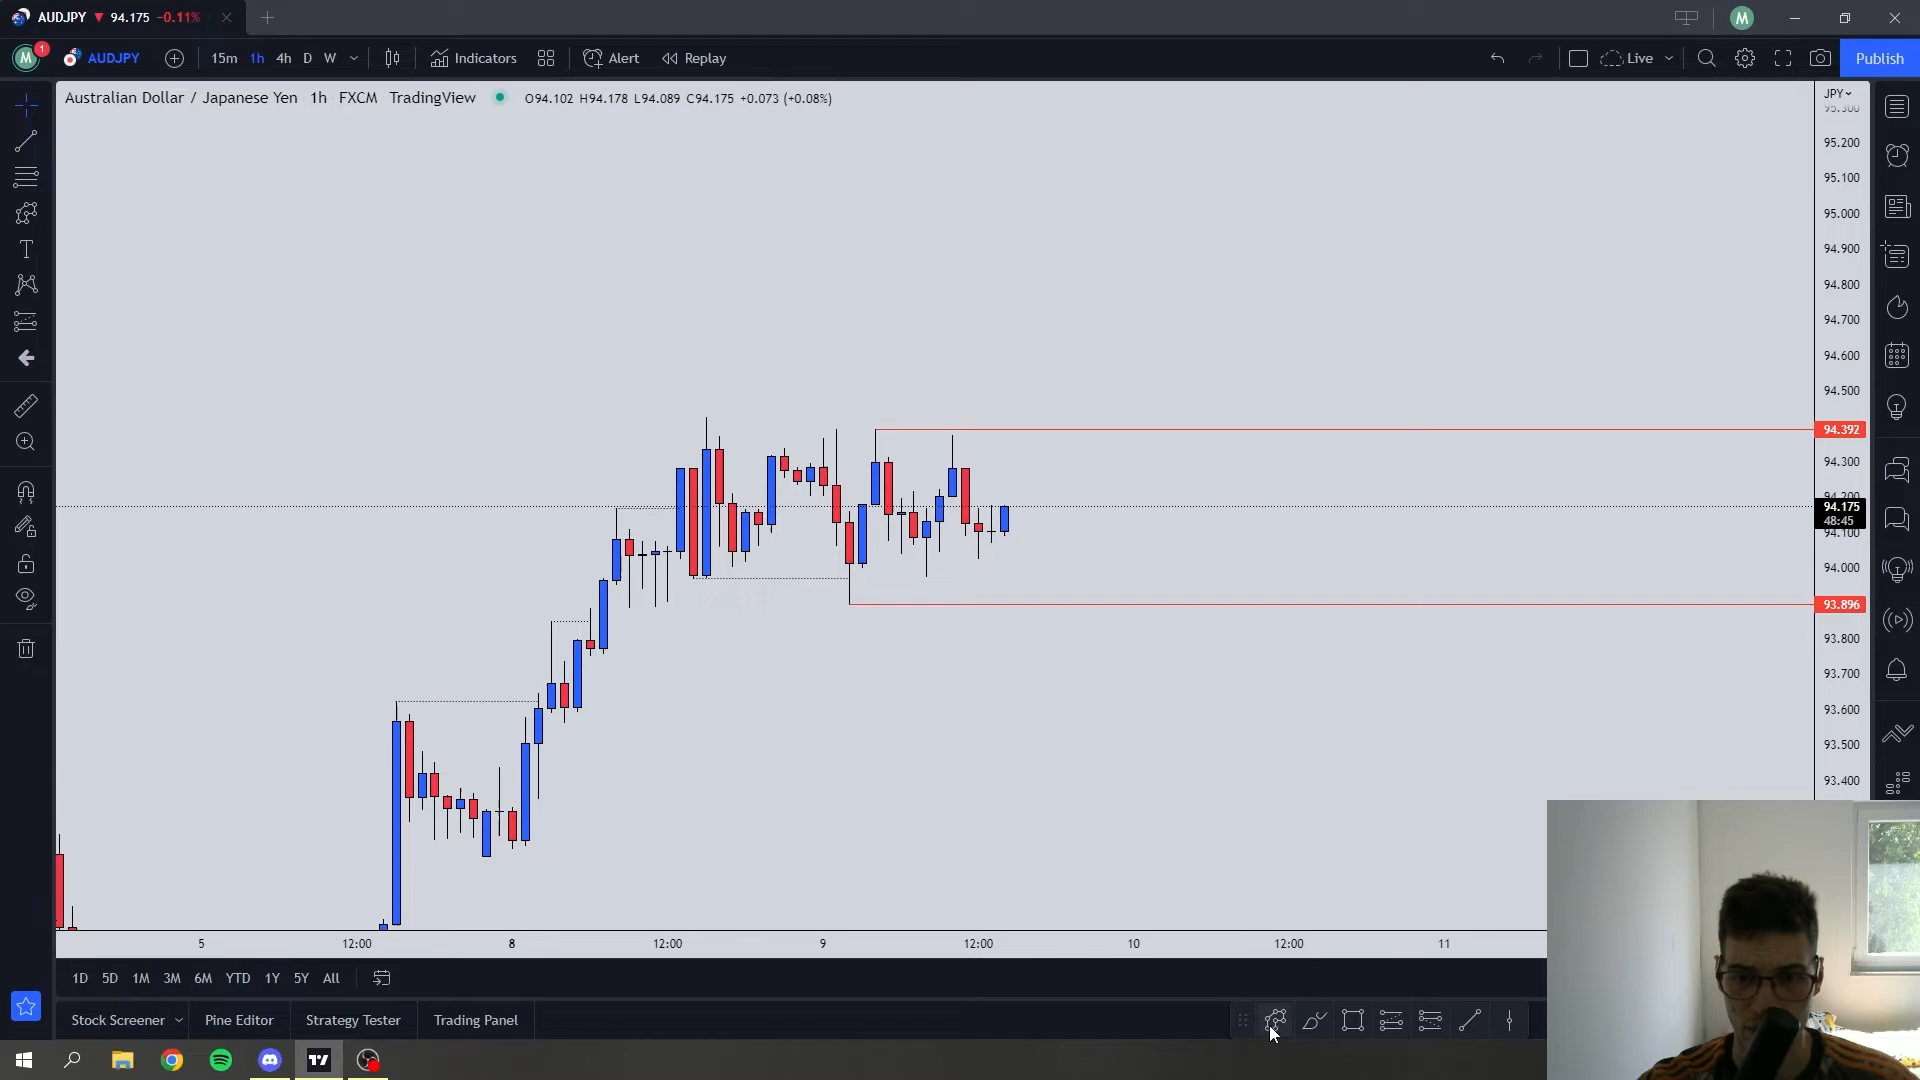 AUDJPY ▼ 94.175 −0.11%
M
M 1 AUDJPY 15m 1h 4h D W Indicators Alert Replay Live Publish
Australian Dollar / Japanese Yen 1h FXCM TradingView O94.102 H94.178 L94.089 C94.175 +0.073 (+0.08%)
JPY
95.300
95.200
95.100
95.000
94.900
94.800
94.700
94.600
94.500
94.392
94.300
94.200
94.175
48:45
94.100
94.000
93.896
93.800
93.700
93.600
93.500
93.400
5 12:00 8 12:00 9 12:00 10 12:00 11
1D 5D 1M 3M 6M YTD 1Y 5Y All
Stock Screener Pine Editor Strategy Tester Trading Panel